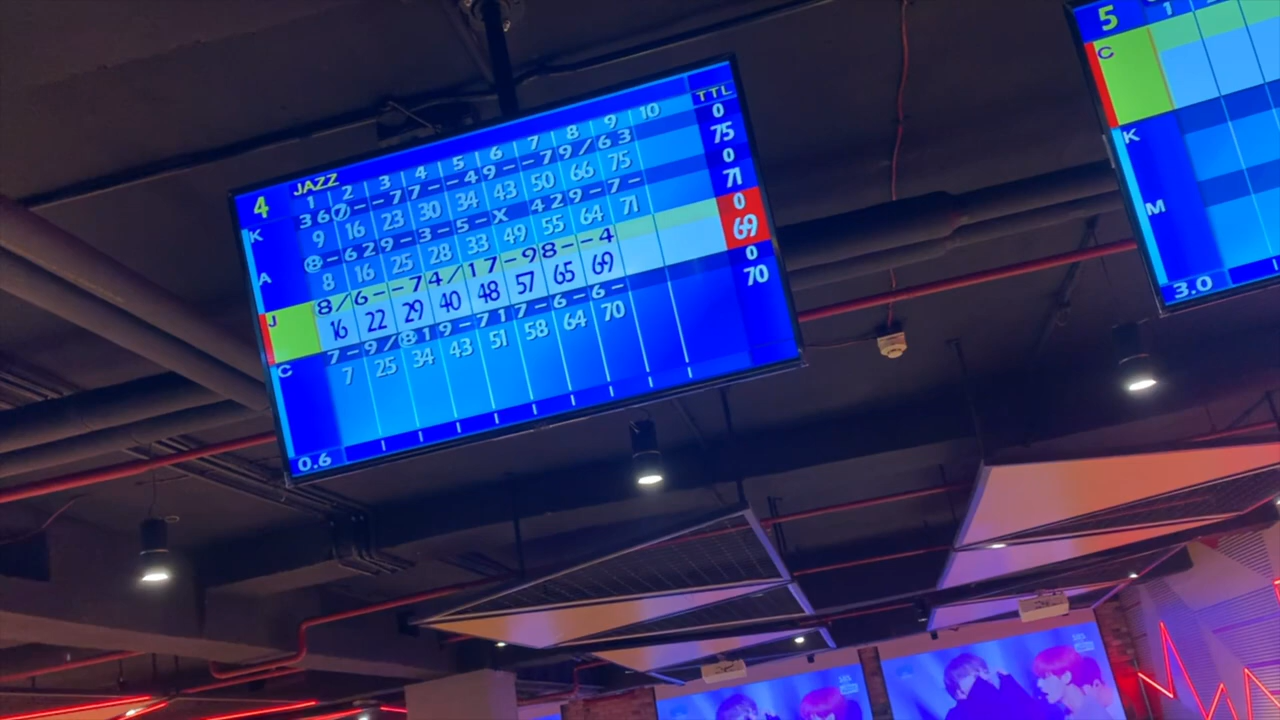 4 JAZZ
1 2 3 4 5 6 7 8 9 10 TTL
K 3 6 ⑦ - - 7 7 - - 4 9 - - 7 9 / 6 3 0
9 16 23 30 34 43 50 66 75 75
A ⑧ - 6 2 9 - 3 - 5 - X 4 2 9 - 7 - 0
8 16 25 28 33 49 55 64 71 71
J 8 / 6 - - 7 4 / 1 7 - 9 8 - - 4 0
16 22 29 40 48 57 65 69 69
C 7 - 9 / ⑧ 1 9 - 7 1 7 - 6 - 6 - 0
7 25 34 43 51 58 64 70 70
0.6
5
1
C
K
M
3.0
SBS